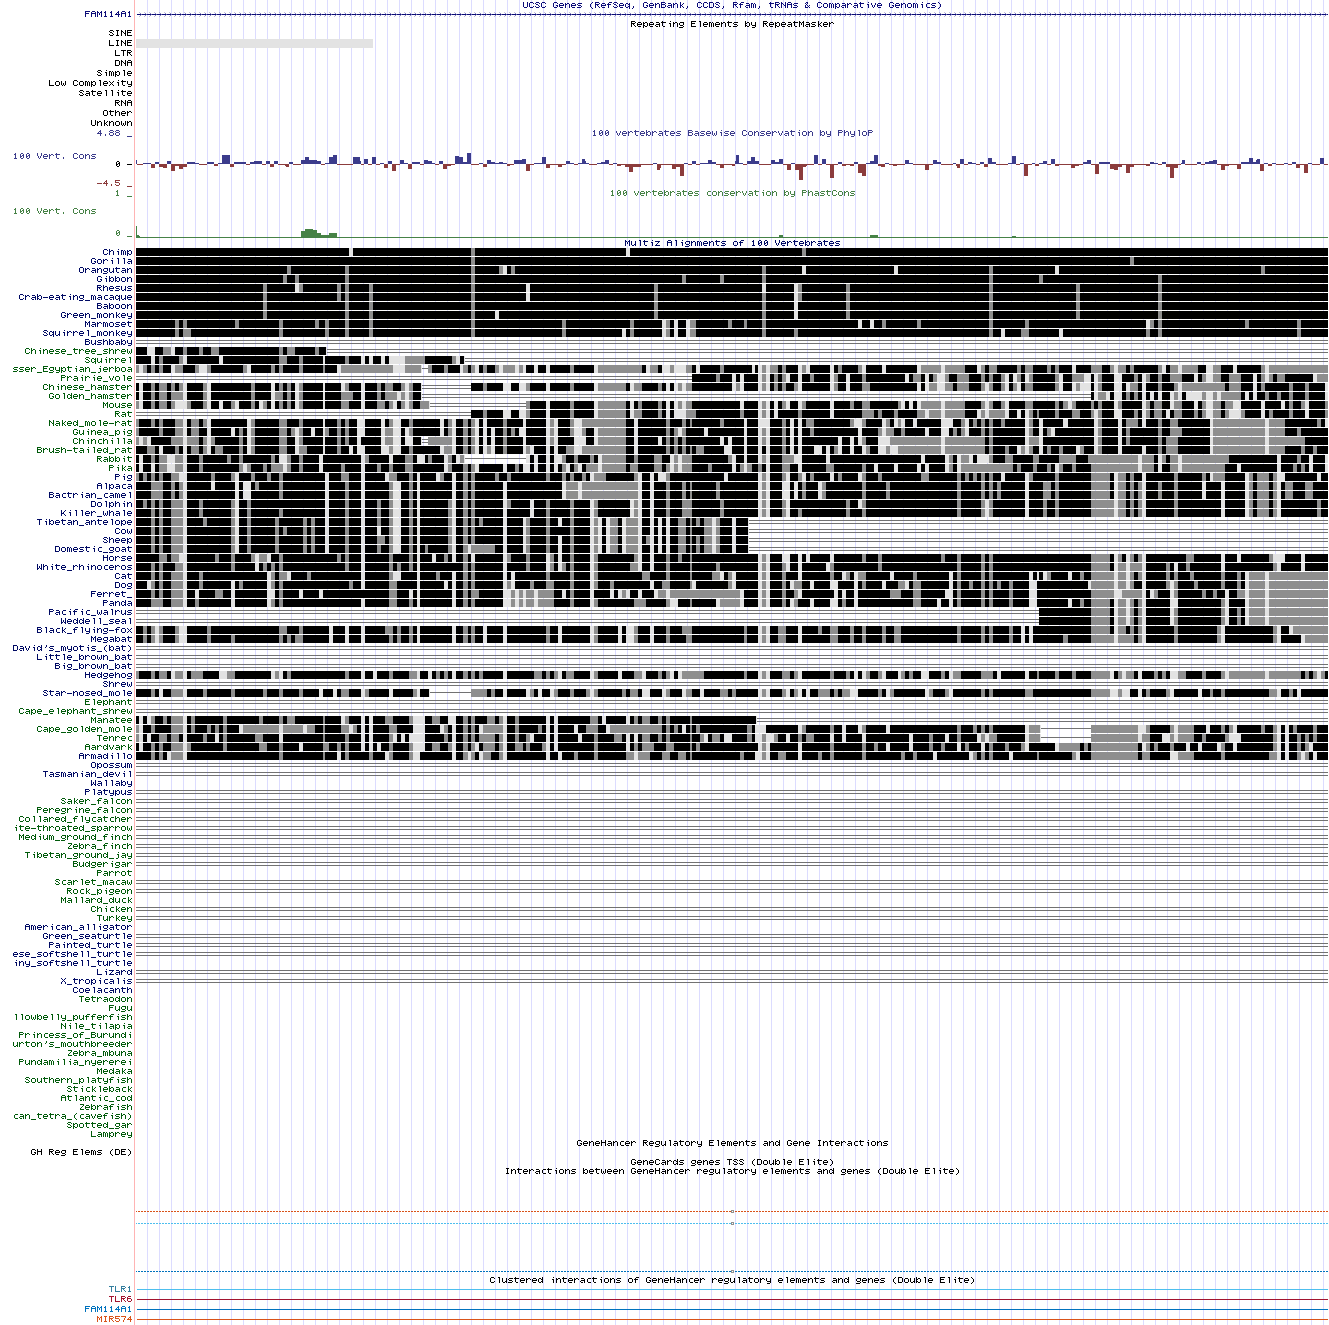 UCSC Genes (RefSeq, GenBank, CCDS, Rfam, tRNAs & Comparative Genomics)
FAM114A1
Repeating Elements by RepeatMasker
SINE
LINE
LTR
DNA
Simple
Low Complexity
Satellite
RNA
Other
Unknown
4.88 _
100 vertebrates Basewise Conservation by PhyloP
100 Vert. Cons
0 _
-4.5 _
1 _
100 vertebrates conservation by PhastCons
100 Vert. Cons
0 _
Multiz Alignments of 100 Vertebrates
Chimp
Gorilla
Orangutan
Gibbon
Rhesus
Crab-eating_macaque
Baboon
Green_monkey
Marmoset
Squirrel_monkey
Bushbaby
Chinese_tree_shrew
Squirrel
sser_Egyptian_jerboa
Prairie_vole
Chinese_hamster
Golden_hamster
Mouse
Rat
Naked_mole-rat
Guinea_pig
Chinchilla
Brush-tailed_rat
Rabbit
Pika
Pig
Alpaca
Bactrian_camel
Dolphin
Killer_whale
Tibetan_antelope
Cow
Sheep
Domestic_goat
Horse
White_rhinoceros
Cat
Dog
Ferret_
Panda
Pacific_walrus
Weddell_seal
Black_flying-fox
Megabat
David's_myotis_(bat)
Little_brown_bat
Big_brown_bat
Hedgehog
Shrew
Star-nosed_mole
Elephant
Cape_elephant_shrew
Manatee
Cape_golden_mole
Tenrec
Aardvark
Armadillo
Opossum
Tasmanian_devil
Wallaby
Platypus
Saker_falcon
Peregrine_falcon
Collared_flycatcher
ite-throated_sparrow
Medium_ground_finch
Zebra_finch
Tibetan_ground_jay
Budgerigar
Parrot
Scarlet_macaw
Rock_pigeon
Mallard_duck
Chicken
Turkey
American_alligator
Green_seaturtle
Painted_turtle
ese_softshell_turtle
iny_softshell_turtle
Lizard
X_tropicalis
Coelacanth
Tetraodon
Fugu
llowbelly_pufferfish
Nile_tilapia
Princess_of_Burundi
urton's_mouthbreeder
Zebra_mbuna
Pundamilia_nyererei
Medaka
Southern_platyfish
Stickleback
Atlantic_cod
Zebrafish
can_tetra_(cavefish)
Spotted_gar
Lamprey
GeneHancer Regulatory Elements and Gene Interactions
GH Reg Elems (DE)
GeneCards genes TSS (Double Elite)
Interactions between GeneHancer regulatory elements and genes (Double Elite)
Clustered interactions of GeneHancer regulatory elements and genes (Double Elite)
TLR1
TLR6
FAM114A1
MIR574